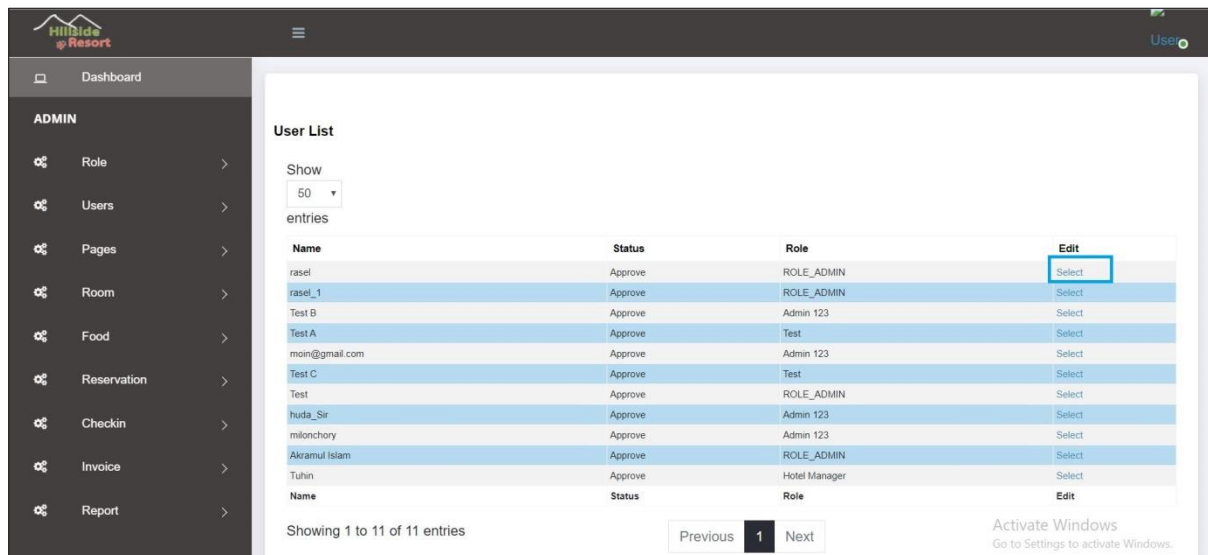 Hillside
Resort
☰
User
Dashboard
ADMIN
Role
Users
Pages
Room
Food
Reservation
Checkin
Invoice
Report
User List
Show
50
entries
Name Status Role Edit
rasel Approve ROLE_ADMIN Select
rasel_1 Approve ROLE_ADMIN Select
Test B Approve Admin 123 Select
Test A Approve Test Select
moin@gmail.com Approve Admin 123 Select
Test C Approve Test Select
Test Approve ROLE_ADMIN Select
huda_Sir Approve Admin 123 Select
milonchory Approve Admin 123 Select
Akramul Islam Approve ROLE_ADMIN Select
Tuhin Approve Hotel Manager Select
Name Status Role Edit
Showing 1 to 11 of 11 entries
Previous 1 Next
Activate Windows
Go to Settings to activate Windows.